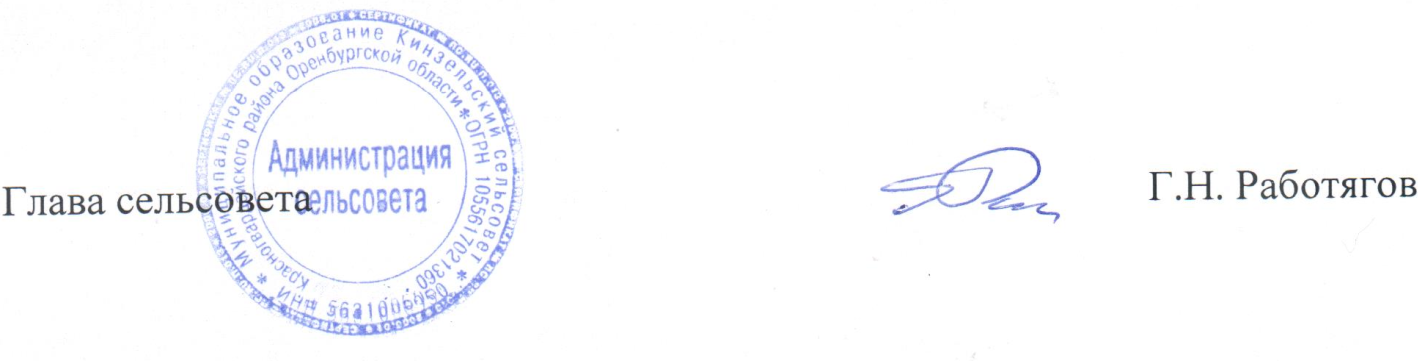 Глава сельсовета
Муниципальное образование Кинзельский сельсовет *
Красногвардейского района Оренбургской области * ОГРН 1055617021360
Администрация
сельсовета
Г.Н. Работягов